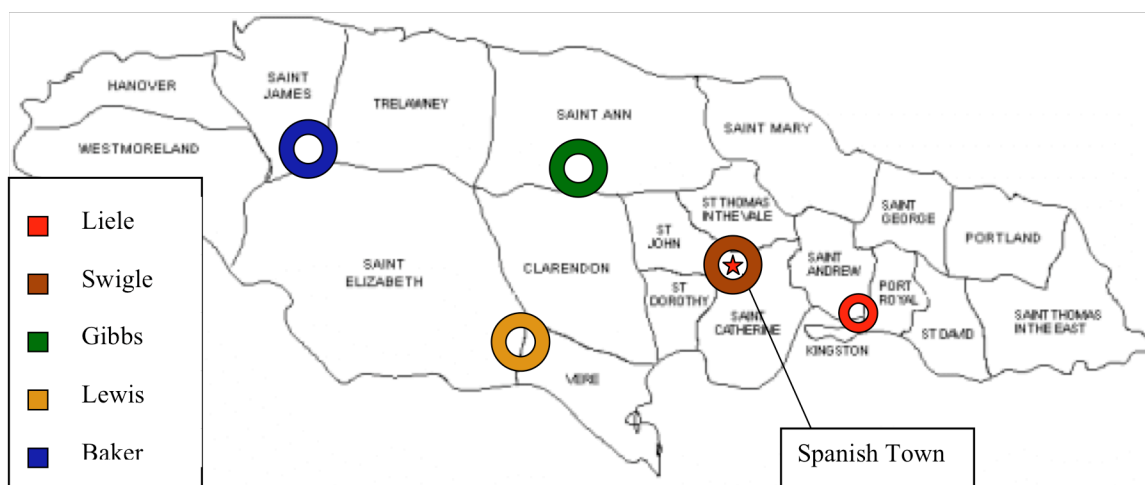 HANOVER
SAINT
JAMES
TRELAWNEY
SAINT ANN
SAINT MARY
WESTMORELAND
ST THOMAS
IN THE VALE
SAINT
GEORGE
PORTLAND
ST
JOHN
SAINT
ELIZABETH
CLARENDON
SAINT
ANDREW
ST
DOROTHY
PORT
ROYAL
SAINT
CATHERINE
SAINT THOMAS
IN THE EAST
ST DAVID
KINGSTON
VERE
Liele
Swigle
Gibbs
Lewis
Baker
Spanish Town